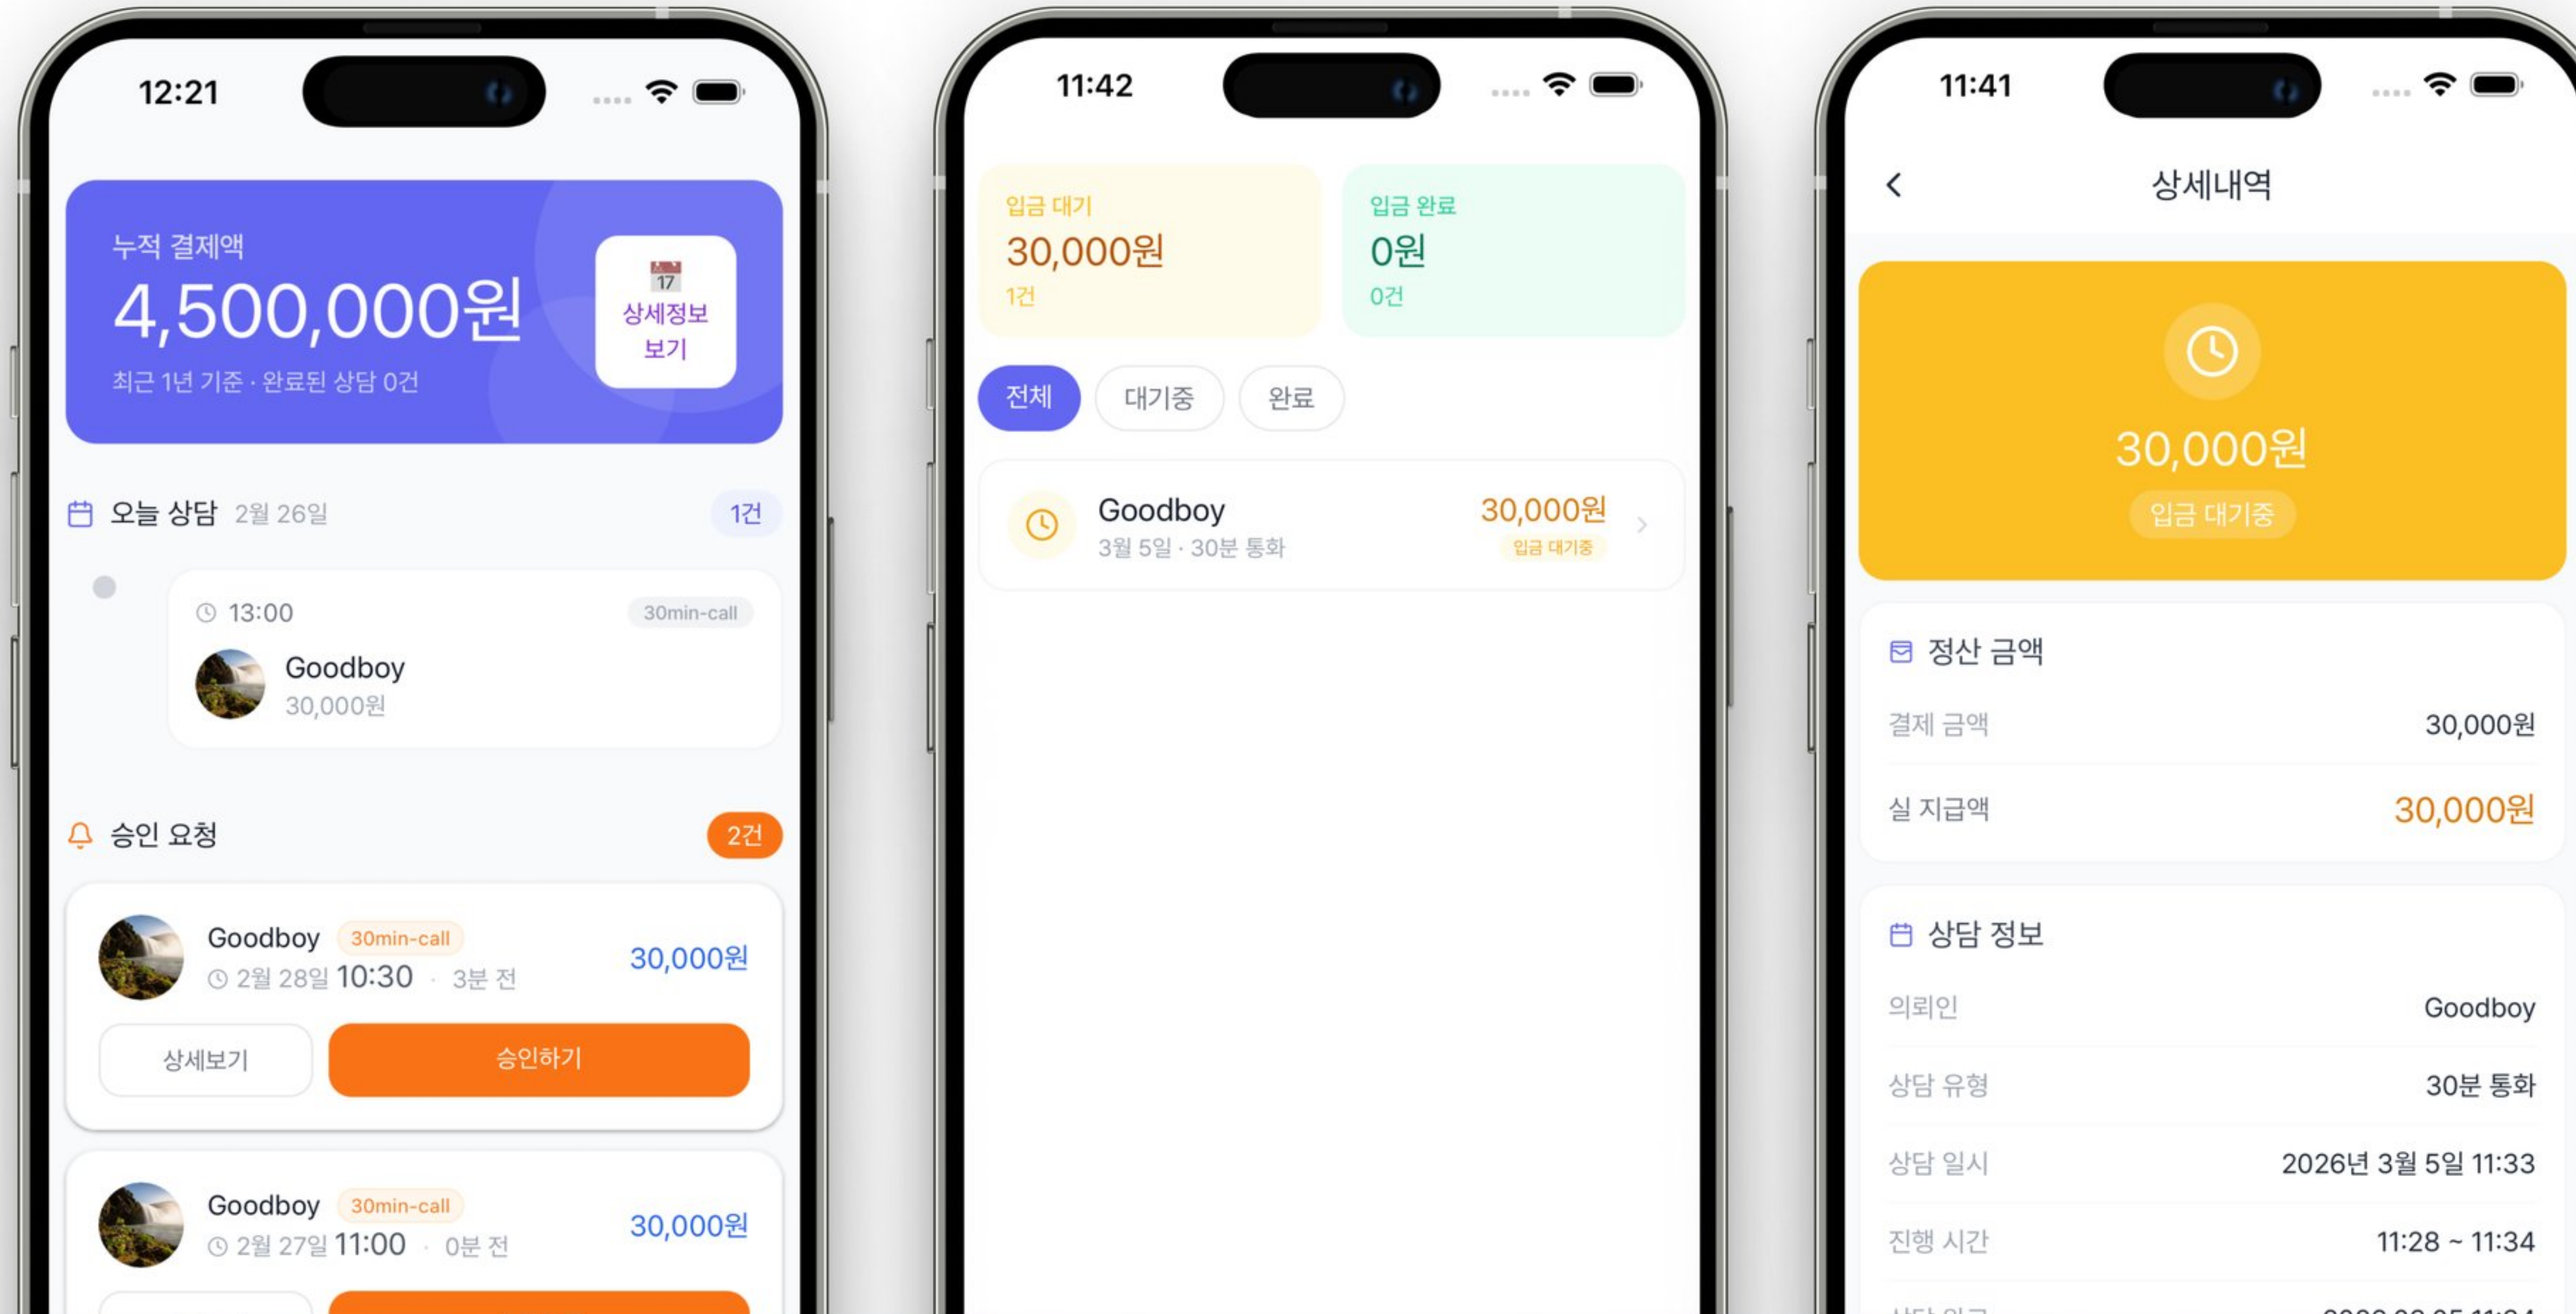 12:21
누적 결제액
4,500,000원
최근 1년 기준 · 완료된 상담 0건
17
상세정보
보기
오늘 상담 2월 26일
1건
13:00
30min-call
Goodboy
30,000원
승인 요청
2건
Goodboy 30min-call
2월 28일 10:30 · 3분 전
30,000원
상세보기
승인하기
Goodboy 30min-call
2월 27일 11:00 · 0분 전
30,000원
11:42
입금 대기
30,000원
1건
입금 완료
0원
0건
전체
대기중
완료
Goodboy
3월 5일 · 30분 통화
30,000원
입금 대기중
11:41
상세내역
30,000원
입금 대기중
정산 금액
결제 금액 30,000원
실 지급액 30,000원
상담 정보
의뢰인 Goodboy
상담 유형 30분 통화
상담 일시 2026년 3월 5일 11:33
진행 시간 11:28 ~ 11:34